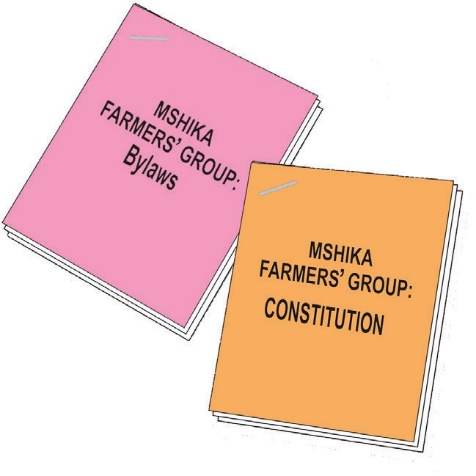 MSHIKA
FARMERS' GROUP:
Bylaws
MSHIKA
FARMERS' GROUP:
CONSTITUTION